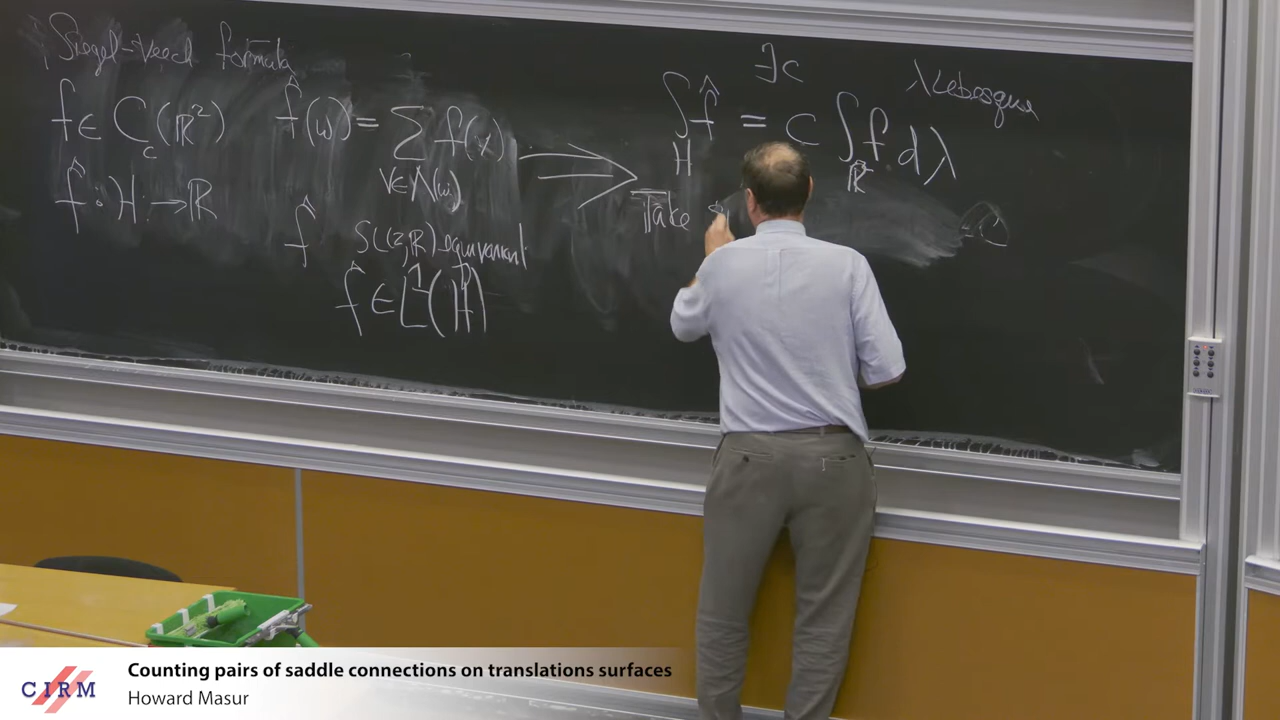 Siegel-Veech formula
f ∈ C_c(ℝ²)
f̂ : H → ℝ
f̂(ω) = ∑_{v∈Λ(ω)} f(v)
f̂ SL(2,ℝ) equivariant
f̂ ∈ L¹(H)
⟹
∃c
λ Lebesgue
∫_H f̂ = c ∫_{ℝ²} f dλ
Take
CIRM
Counting pairs of saddle connections on translations surfaces
Howard Masur